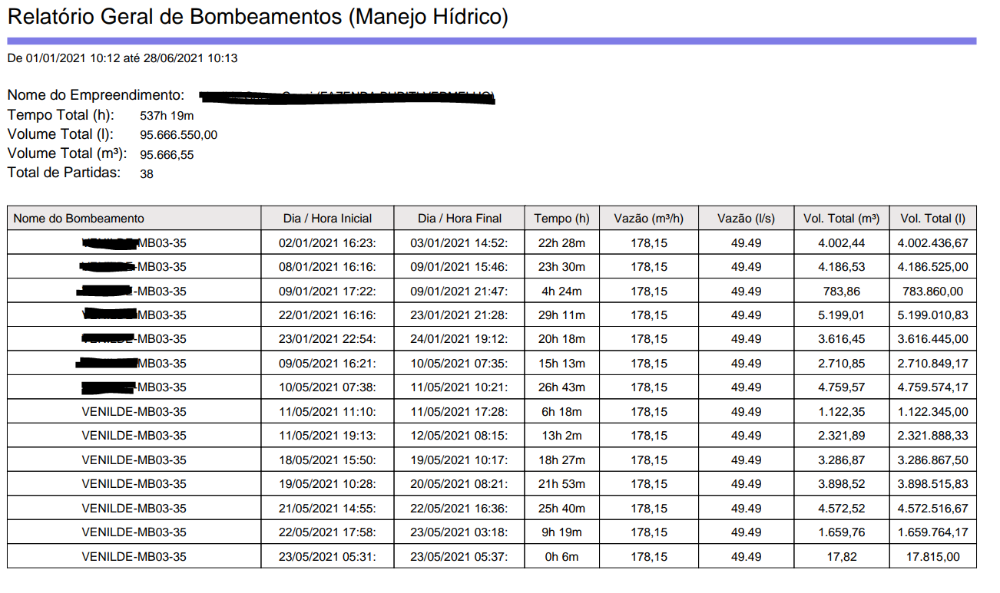 Relatório Geral de Bombeamentos (Manejo Hídrico)
De 01/01/2021 10:12 até 28/06/2021 10:13
Nome do Empreendimento:
Tempo Total (h): 537h 19m
Volume Total (l): 95.666.550,00
Volume Total (m³): 95.666,55
Total de Partidas: 38
Nome do Bombeamento Dia / Hora Inicial Dia / Hora Final Tempo (h) Vazão (m³/h) Vazão (l/s) Vol. Total (m³) Vol. Total (l)
-MB03-35 02/01/2021 16:23: 03/01/2021 14:52: 22h 28m 178,15 49.49 4.002,44 4.002.436,67
-MB03-35 08/01/2021 16:16: 09/01/2021 15:46: 23h 30m 178,15 49.49 4.186,53 4.186.525,00
-MB03-35 09/01/2021 17:22: 09/01/2021 21:47: 4h 24m 178,15 49.49 783,86 783.860,00
-MB03-35 22/01/2021 16:16: 23/01/2021 21:28: 29h 11m 178,15 49.49 5.199,01 5.199.010,83
-MB03-35 23/01/2021 22:54: 24/01/2021 19:12: 20h 18m 178,15 49.49 3.616,45 3.616.445,00
-MB03-35 09/05/2021 16:21: 10/05/2021 07:35: 15h 13m 178,15 49.49 2.710,85 2.710.849,17
-MB03-35 10/05/2021 07:38: 11/05/2021 10:21: 26h 43m 178,15 49.49 4.759,57 4.759.574,17
VENILDE-MB03-35 11/05/2021 11:10: 11/05/2021 17:28: 6h 18m 178,15 49.49 1.122,35 1.122.345,00
VENILDE-MB03-35 11/05/2021 19:13: 12/05/2021 08:15: 13h 2m 178,15 49.49 2.321,89 2.321.888,33
VENILDE-MB03-35 18/05/2021 15:50: 19/05/2021 10:17: 18h 27m 178,15 49.49 3.286,87 3.286.867,50
VENILDE-MB03-35 19/05/2021 10:28: 20/05/2021 08:21: 21h 53m 178,15 49.49 3.898,52 3.898.515,83
VENILDE-MB03-35 21/05/2021 14:55: 22/05/2021 16:36: 25h 40m 178,15 49.49 4.572,52 4.572.516,67
VENILDE-MB03-35 22/05/2021 17:58: 23/05/2021 03:18: 9h 19m 178,15 49.49 1.659,76 1.659.764,17
VENILDE-MB03-35 23/05/2021 05:31: 23/05/2021 05:37: 0h 6m 178,15 49.49 17,82 17.815,00